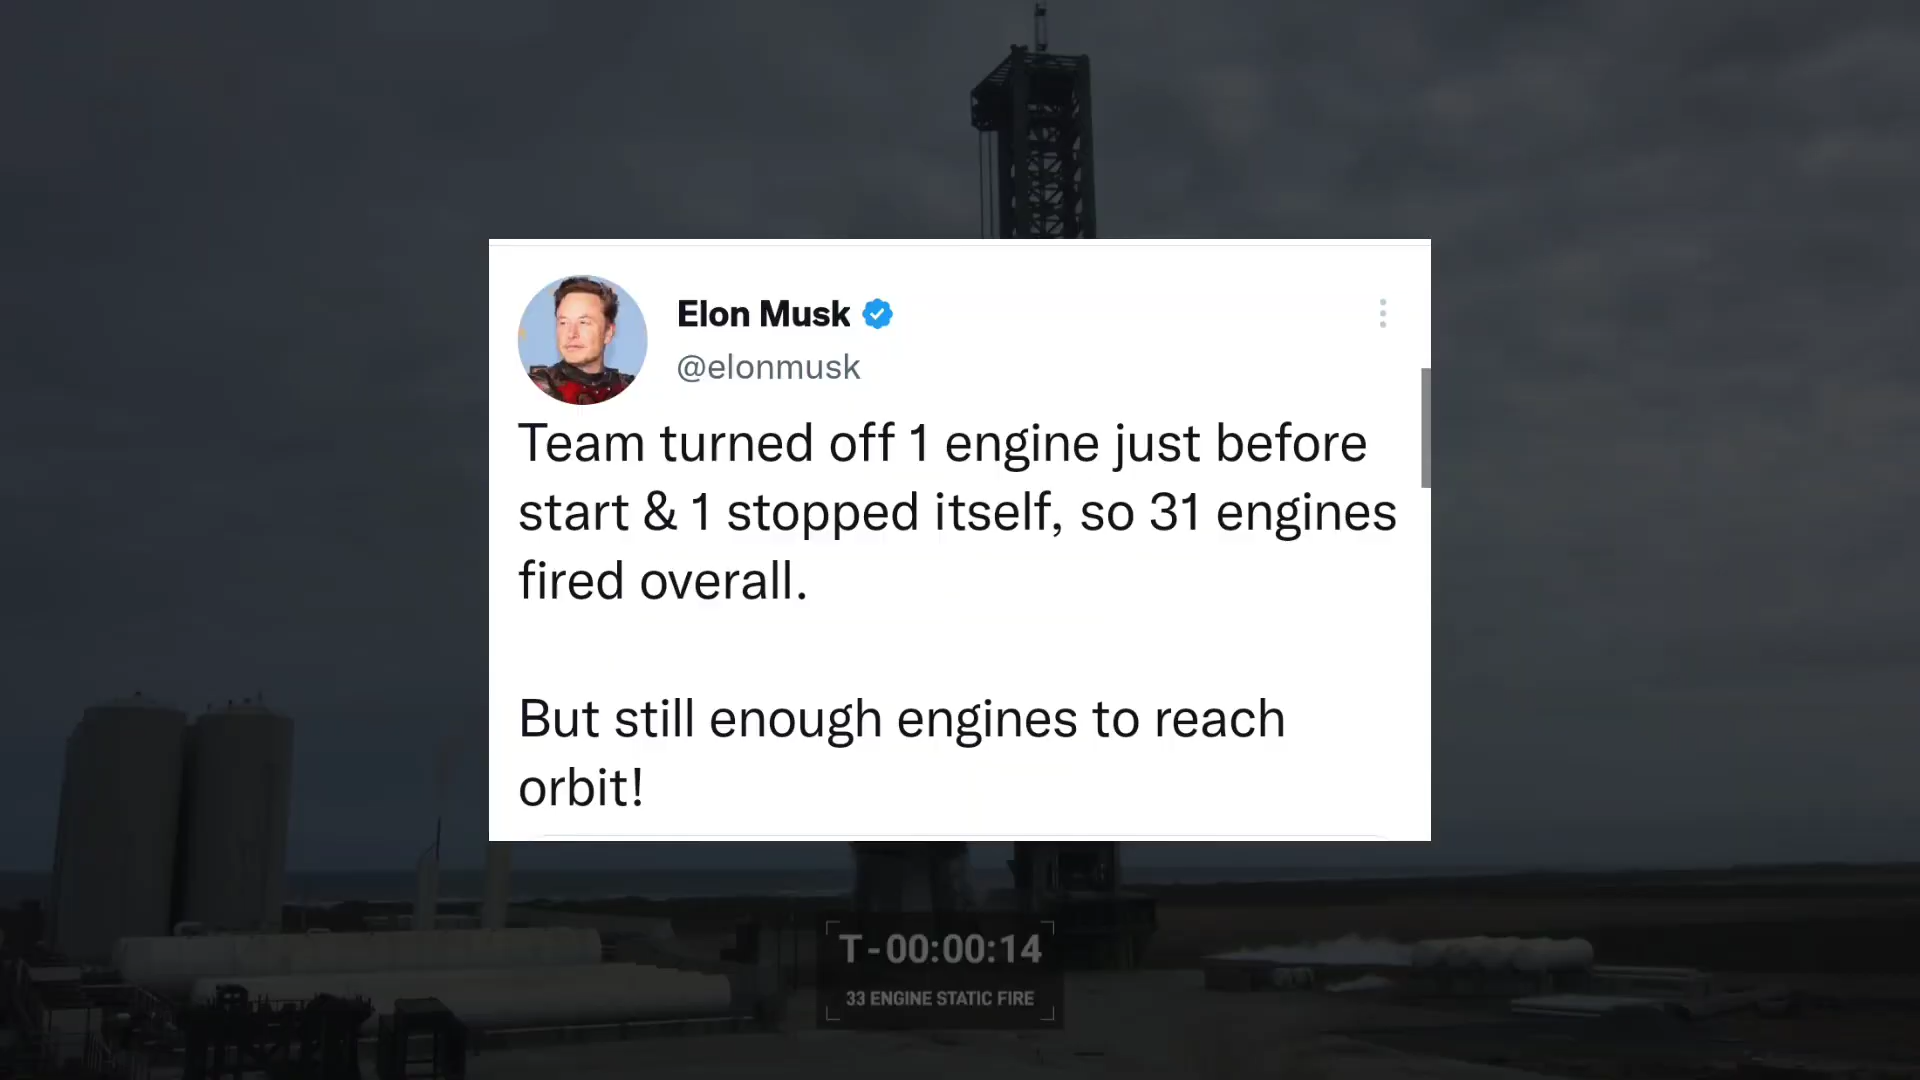 Elon Musk
@elonmusk
Team turned off 1 engine just before
start & 1 stopped itself, so 31 engines
fired overall.
But still enough engines to reach
orbit!
T-00:00:14
33 ENGINE STATIC FIRE